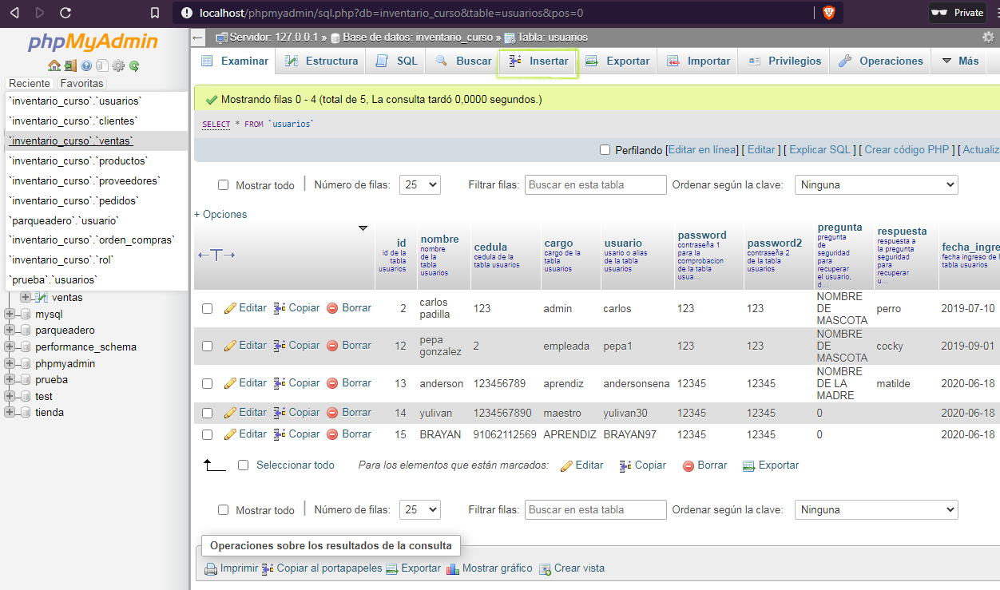 localhost/phpmyadmin/sql.php?db=inventario_curso&table=usuarios&pos=0
Private
phpMyAdmin
Reciente Favoritas
`inventario_curso`.`usuarios`
`inventario_curso`.`clientes`
`inventario_curso`.`ventas`
`inventario_curso`.`productos`
`inventario_curso`.`proveedores`
`inventario_curso`.`pedidos`
`parqueadero`.`usuario`
`inventario_curso`.`orden_compras`
`inventario_curso`.`rol`
`prueba`.`usuarios`
ventas
mysql
parqueadero
performance_schema
phpmyadmin
prueba
test
tienda
Servidor: 127.0.0.1 » Base de datos: inventario_curso » Tabla: usuarios
Examinar Estructura SQL Buscar Insertar Exportar Importar Privilegios Operaciones Más
Mostrando filas 0 - 4 (total de 5, La consulta tardó 0,0000 segundos.)
SELECT * FROM `usuarios`
Perfilando [Editar en línea] [ Editar ] [ Explicar SQL ] [ Crear código PHP ] [ Actualiz
Mostrar todo Número de filas: 25 Filtrar filas: Buscar en esta tabla Ordenar según la clave: Ninguna
+ Opciones
id
id de la
tabla
usuarios
nombre
nombre
de la
tabla
usuarios
cedula
cedula de la
tabla usuarios
cargo
cargo de la
tabla
usuarios
usuario
usario o alias
de la tabla
usuarios
password
contraseña 1
para la
comprobacion
de la tabla
usua...
password2
contraseña 2
de la tabla
usuarios
pregunta
pregunta
de
seguridad
para
recuperar
el usuario,
d...
respuesta
respuesta a
la pregunta
seguridad
para
recuperar
u...
fecha_ingre
fecha ingreso de l
tabla usuarios
Editar Copiar Borrar 2 carlos padilla 123 admin carlos 123 123 NOMBRE DE MASCOTA perro 2019-07-10
Editar Copiar Borrar 12 pepa gonzalez 2 empleada pepa1 123 123 NOMBRE DE MASCOTA cocky 2019-09-01
Editar Copiar Borrar 13 anderson 123456789 aprendiz andersonsena 12345 12345 NOMBRE DE LA MADRE matilde 2020-06-18
Editar Copiar Borrar 14 yulivan 1234567890 maestro yulivan30 12345 12345 0 2020-06-18
Editar Copiar Borrar 15 BRAYAN 91062112569 APRENDIZ BRAYAN97 12345 12345 0 2020-06-18
Seleccionar todo Para los elementos que están marcados: Editar Copiar Borrar Exportar
Mostrar todo Número de filas: 25 Filtrar filas: Buscar en esta tabla Ordenar según la clave: Ninguna
Operaciones sobre los resultados de la consulta
Imprimir Copiar al portapapeles Exportar Mostrar gráfico Crear vista